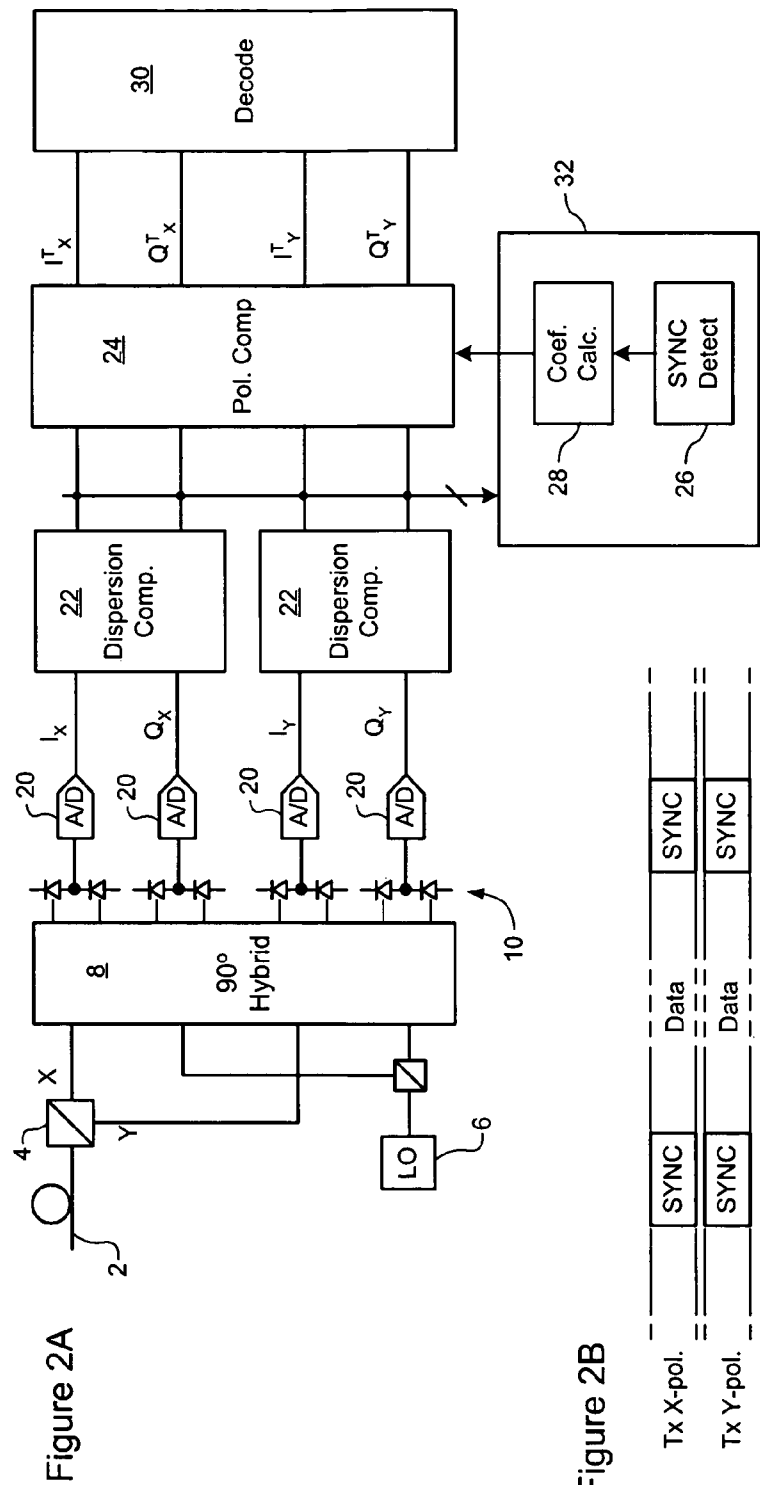 Figure 2A
2
4
X
Y
LO
6
8
90° Hybrid
10
20
A/D
20
A/D
20
A/D
20
A/D
I_X
Q_X
I_Y
Q_Y
22
Dispersion
Comp.
22
Dispersion
Comp.
24
Pol. Comp
I^T_X
Q^T_X
I^T_Y
Q^T_Y
30
Decode
32
28
Coef.
Calc.
26
SYNC
Detect
Figure 2B
Tx X-pol.
SYNC
Data
SYNC
Tx Y-pol.
SYNC
Data
SYNC